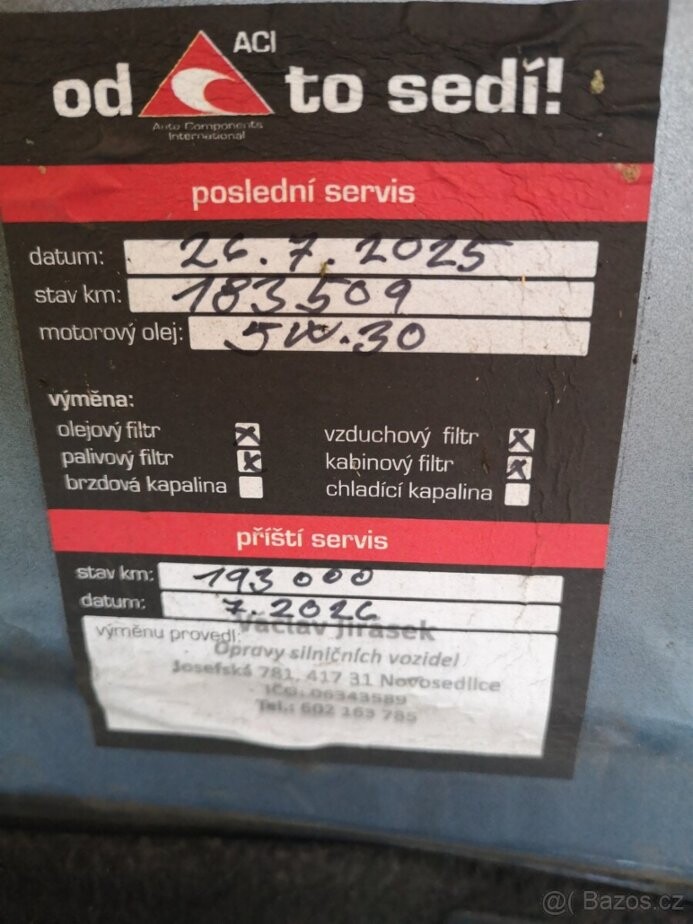 ACI
od to sedí!
Auto Components
International
poslední servis
datum: 26.7.2025
stav km: 183509
motorový olej: 5W.30
výměna:
olejový filtr x vzduchový filtr x
palivový filtr x kabinový filtr x
brzdová kapalina chladící kapalina
příští servis
stav km: 193 000
datum: 7.2026
výměnu provedl: Václav Jirásek
Opravy silničních vozidel
Josefská 781, 417 31 Novosedlice
IČO: 06343589
Tel.: 602 163 785
@( Bazos.cz